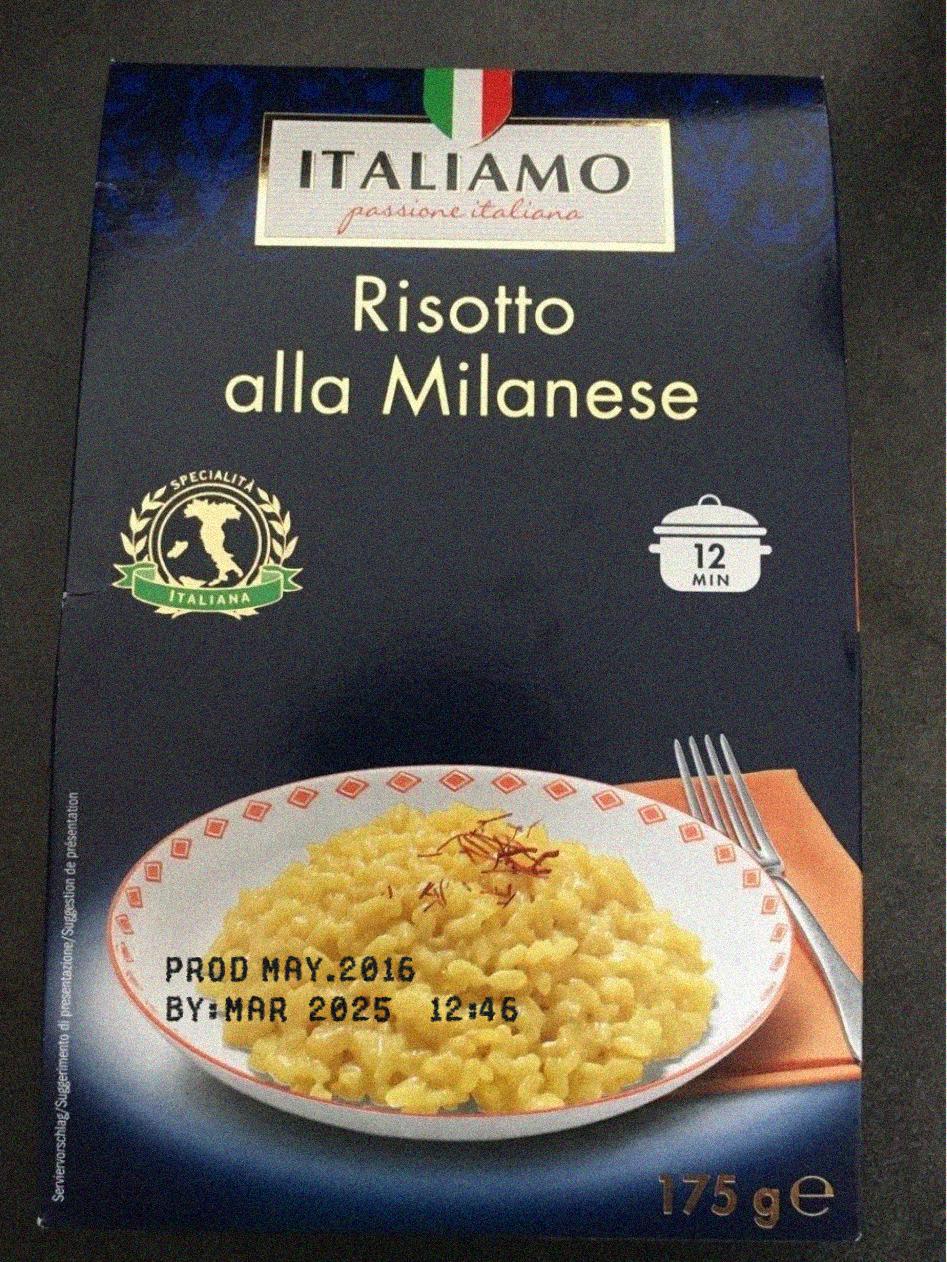 ITALIAMO
passione italiana
Risotto
alla Milanese
SPECIALITÀ
ITALIANA
12
MIN
PROD MAY.2016
BY:MAR 2025 12:46
Serviervorschlag/Suggerimento di presentazione/Suggestion de présentation
175 g e